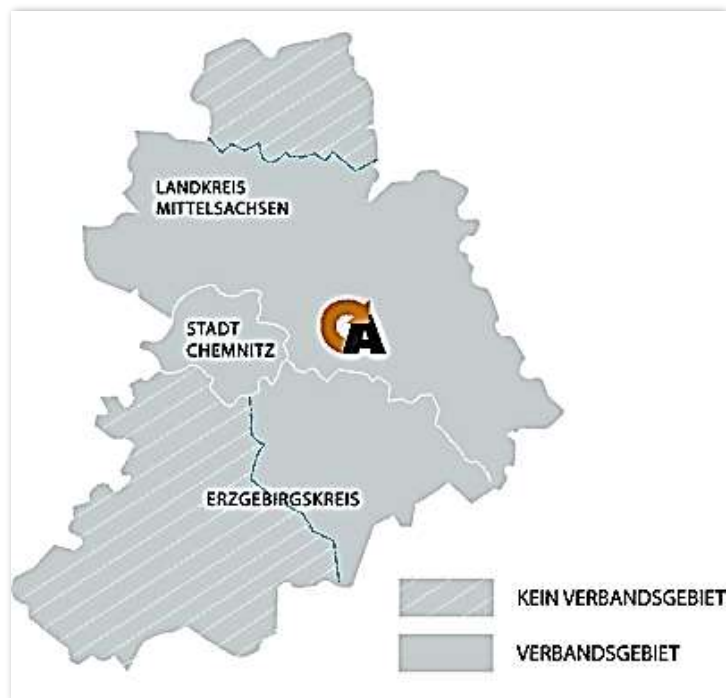 LANDKREIS
MITTELSACHSEN
STADT
CHEMNITZ
A
ERZGEBIRGSKREIS
KEIN VERBANDSGEBIET
VERBANDSGEBIET